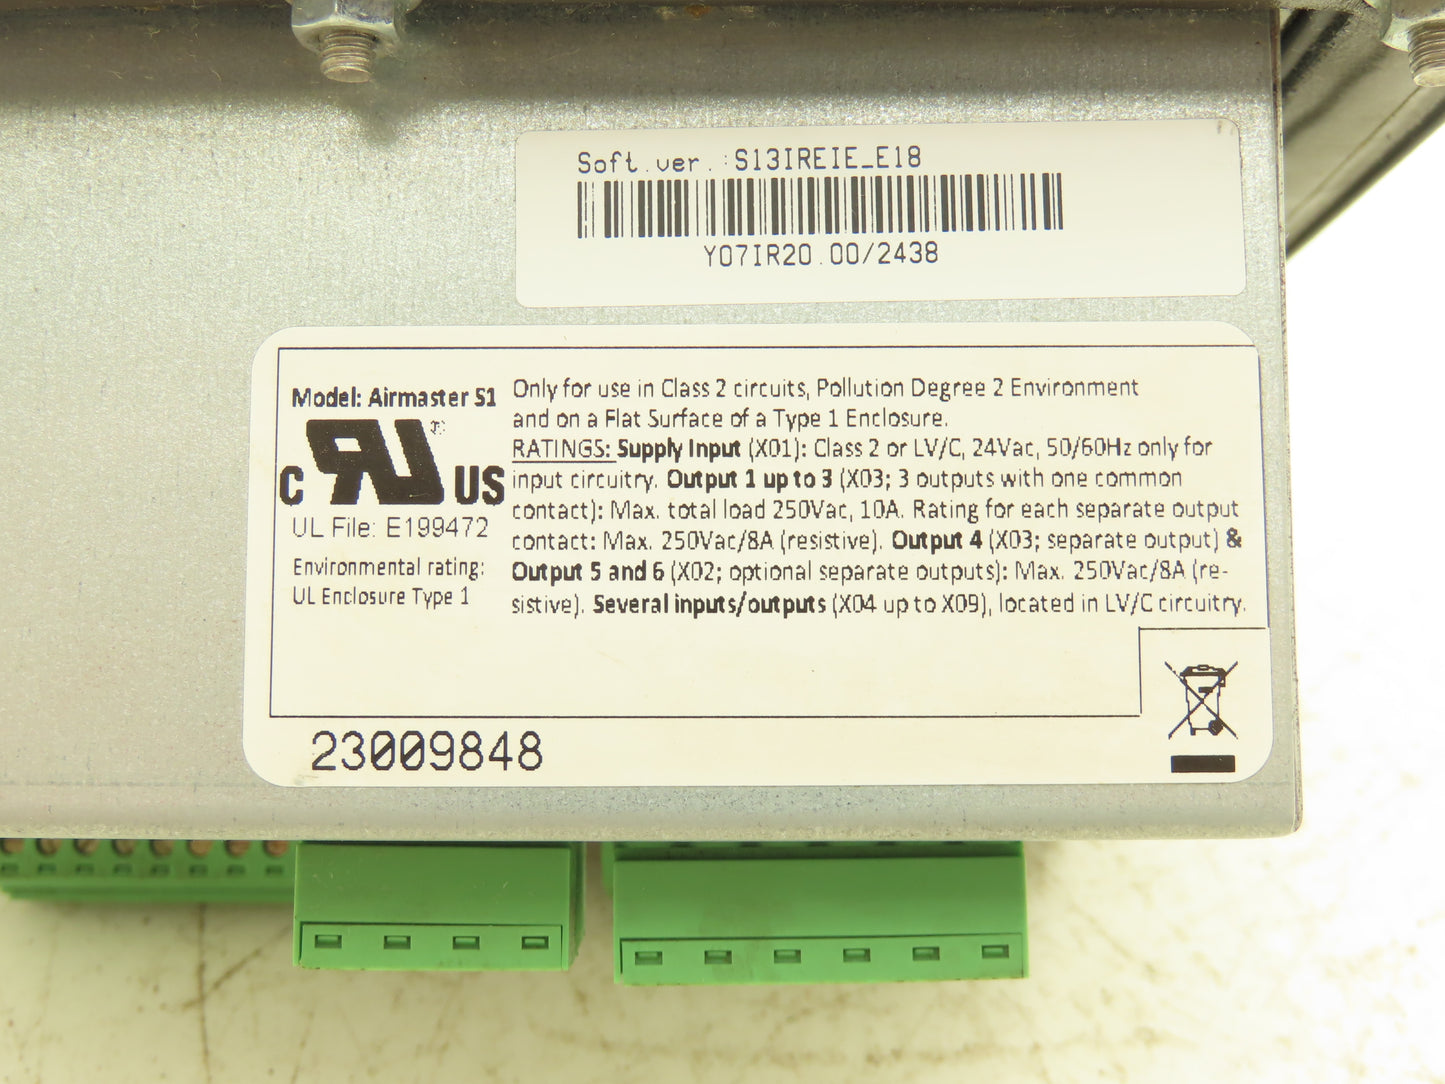 Soft.ver.:S13IREIE_E18
Y07IR20.00/2438
Model: Airmaster S1
c RU ® US
UL File: E199472
Environmental rating:
UL Enclosure Type 1
Only for use in Class 2 circuits, Pollution Degree 2 Environment
and on a Flat Surface of a Type 1 Enclosure.
RATINGS: Supply Input (X01): Class 2 or LV/C, 24Vac, 50/60Hz only for
input circuitry. Output 1 up to 3 (X03; 3 outputs with one common
contact): Max. total load 250Vac, 10A. Rating for each separate output
contact: Max. 250Vac/8A (resistive). Output 4 (X03; separate output) &
Output 5 and 6 (X02; optional separate outputs): Max. 250Vac/8A (re-
sistive). Several inputs/outputs (X04 up to X09), located in LV/C circuitry.
23009848